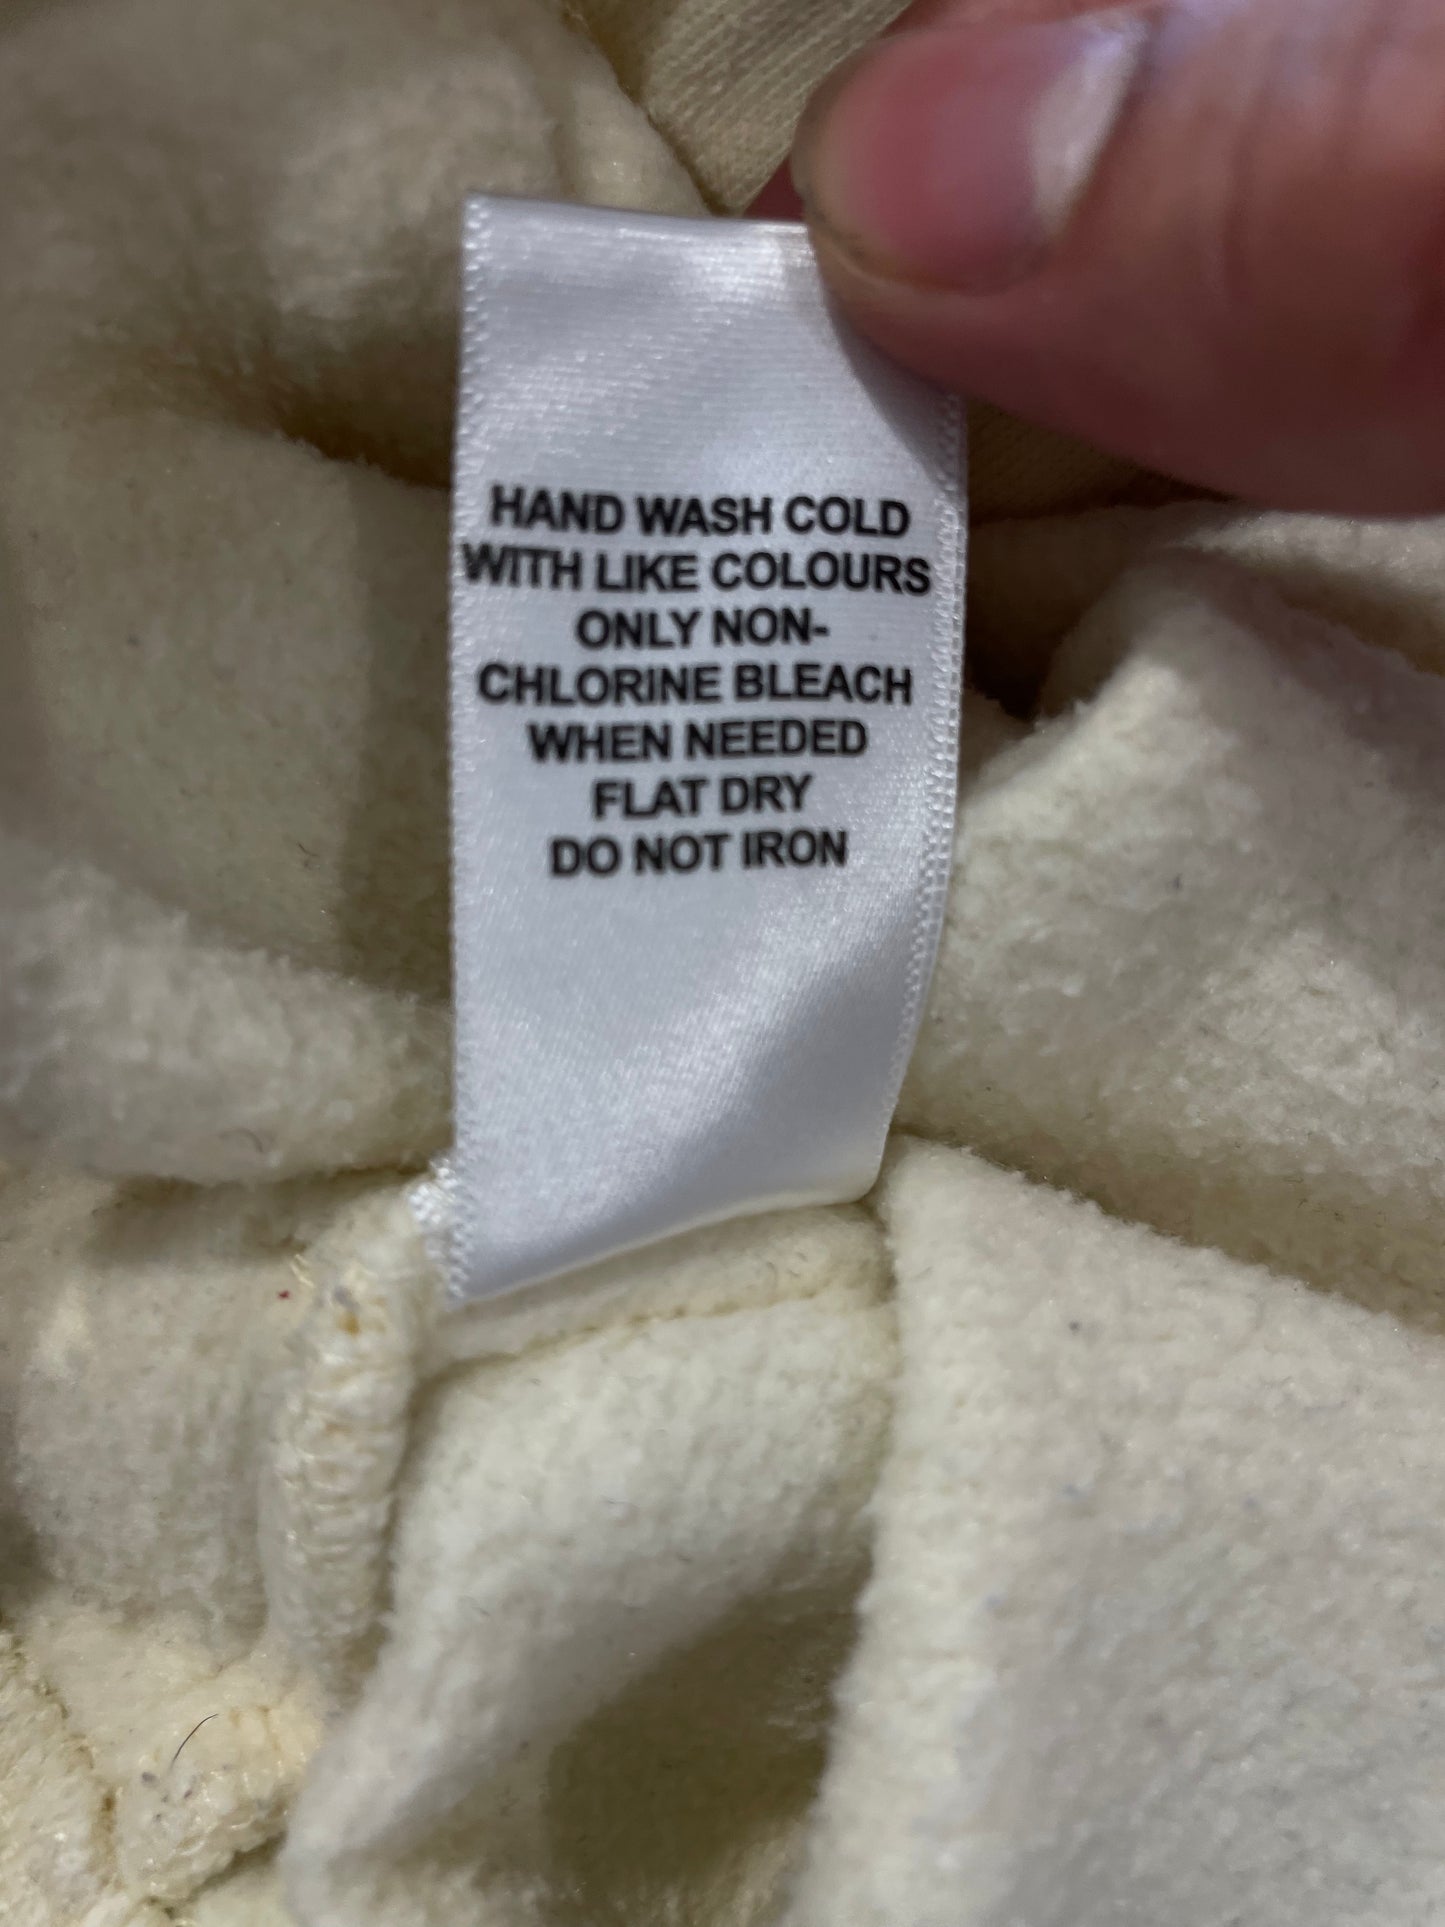 HAND WASH COLD
WITH LIKE COLOURS
ONLY NON-
CHLORINE BLEACH
WHEN NEEDED
FLAT DRY
DO NOT IRON